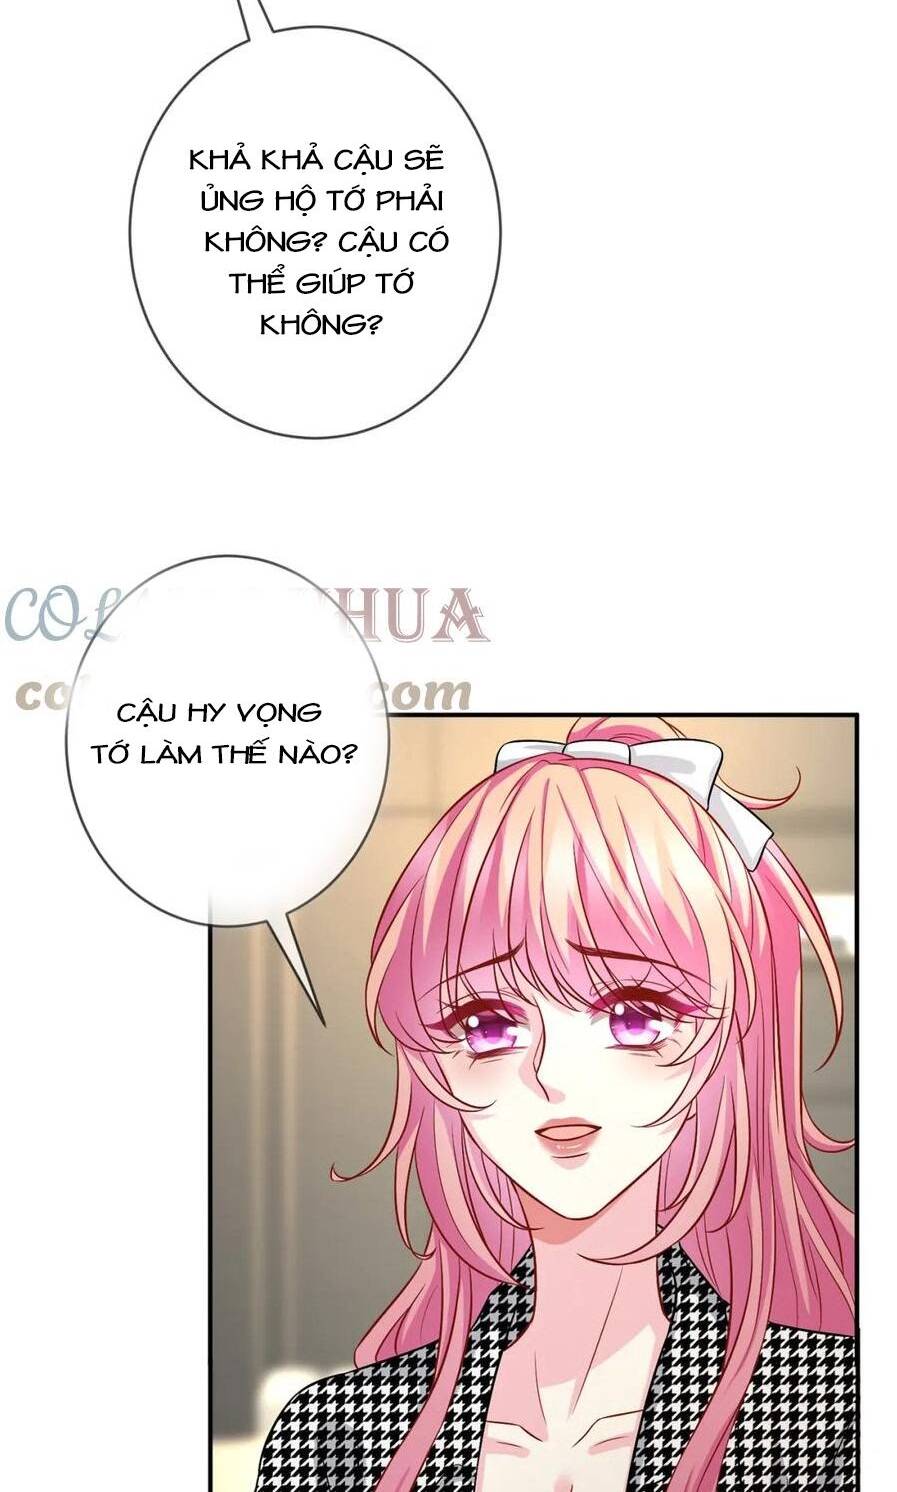 KHẢ KHẢ CẬU SẼ
ỦNG HỘ TỚ PHẢI
KHÔNG? CẬU CÓ
THỂ GIÚP TỚ
KHÔNG?
CẬU HY VỌNG
TỚ LÀM THẾ NÀO?